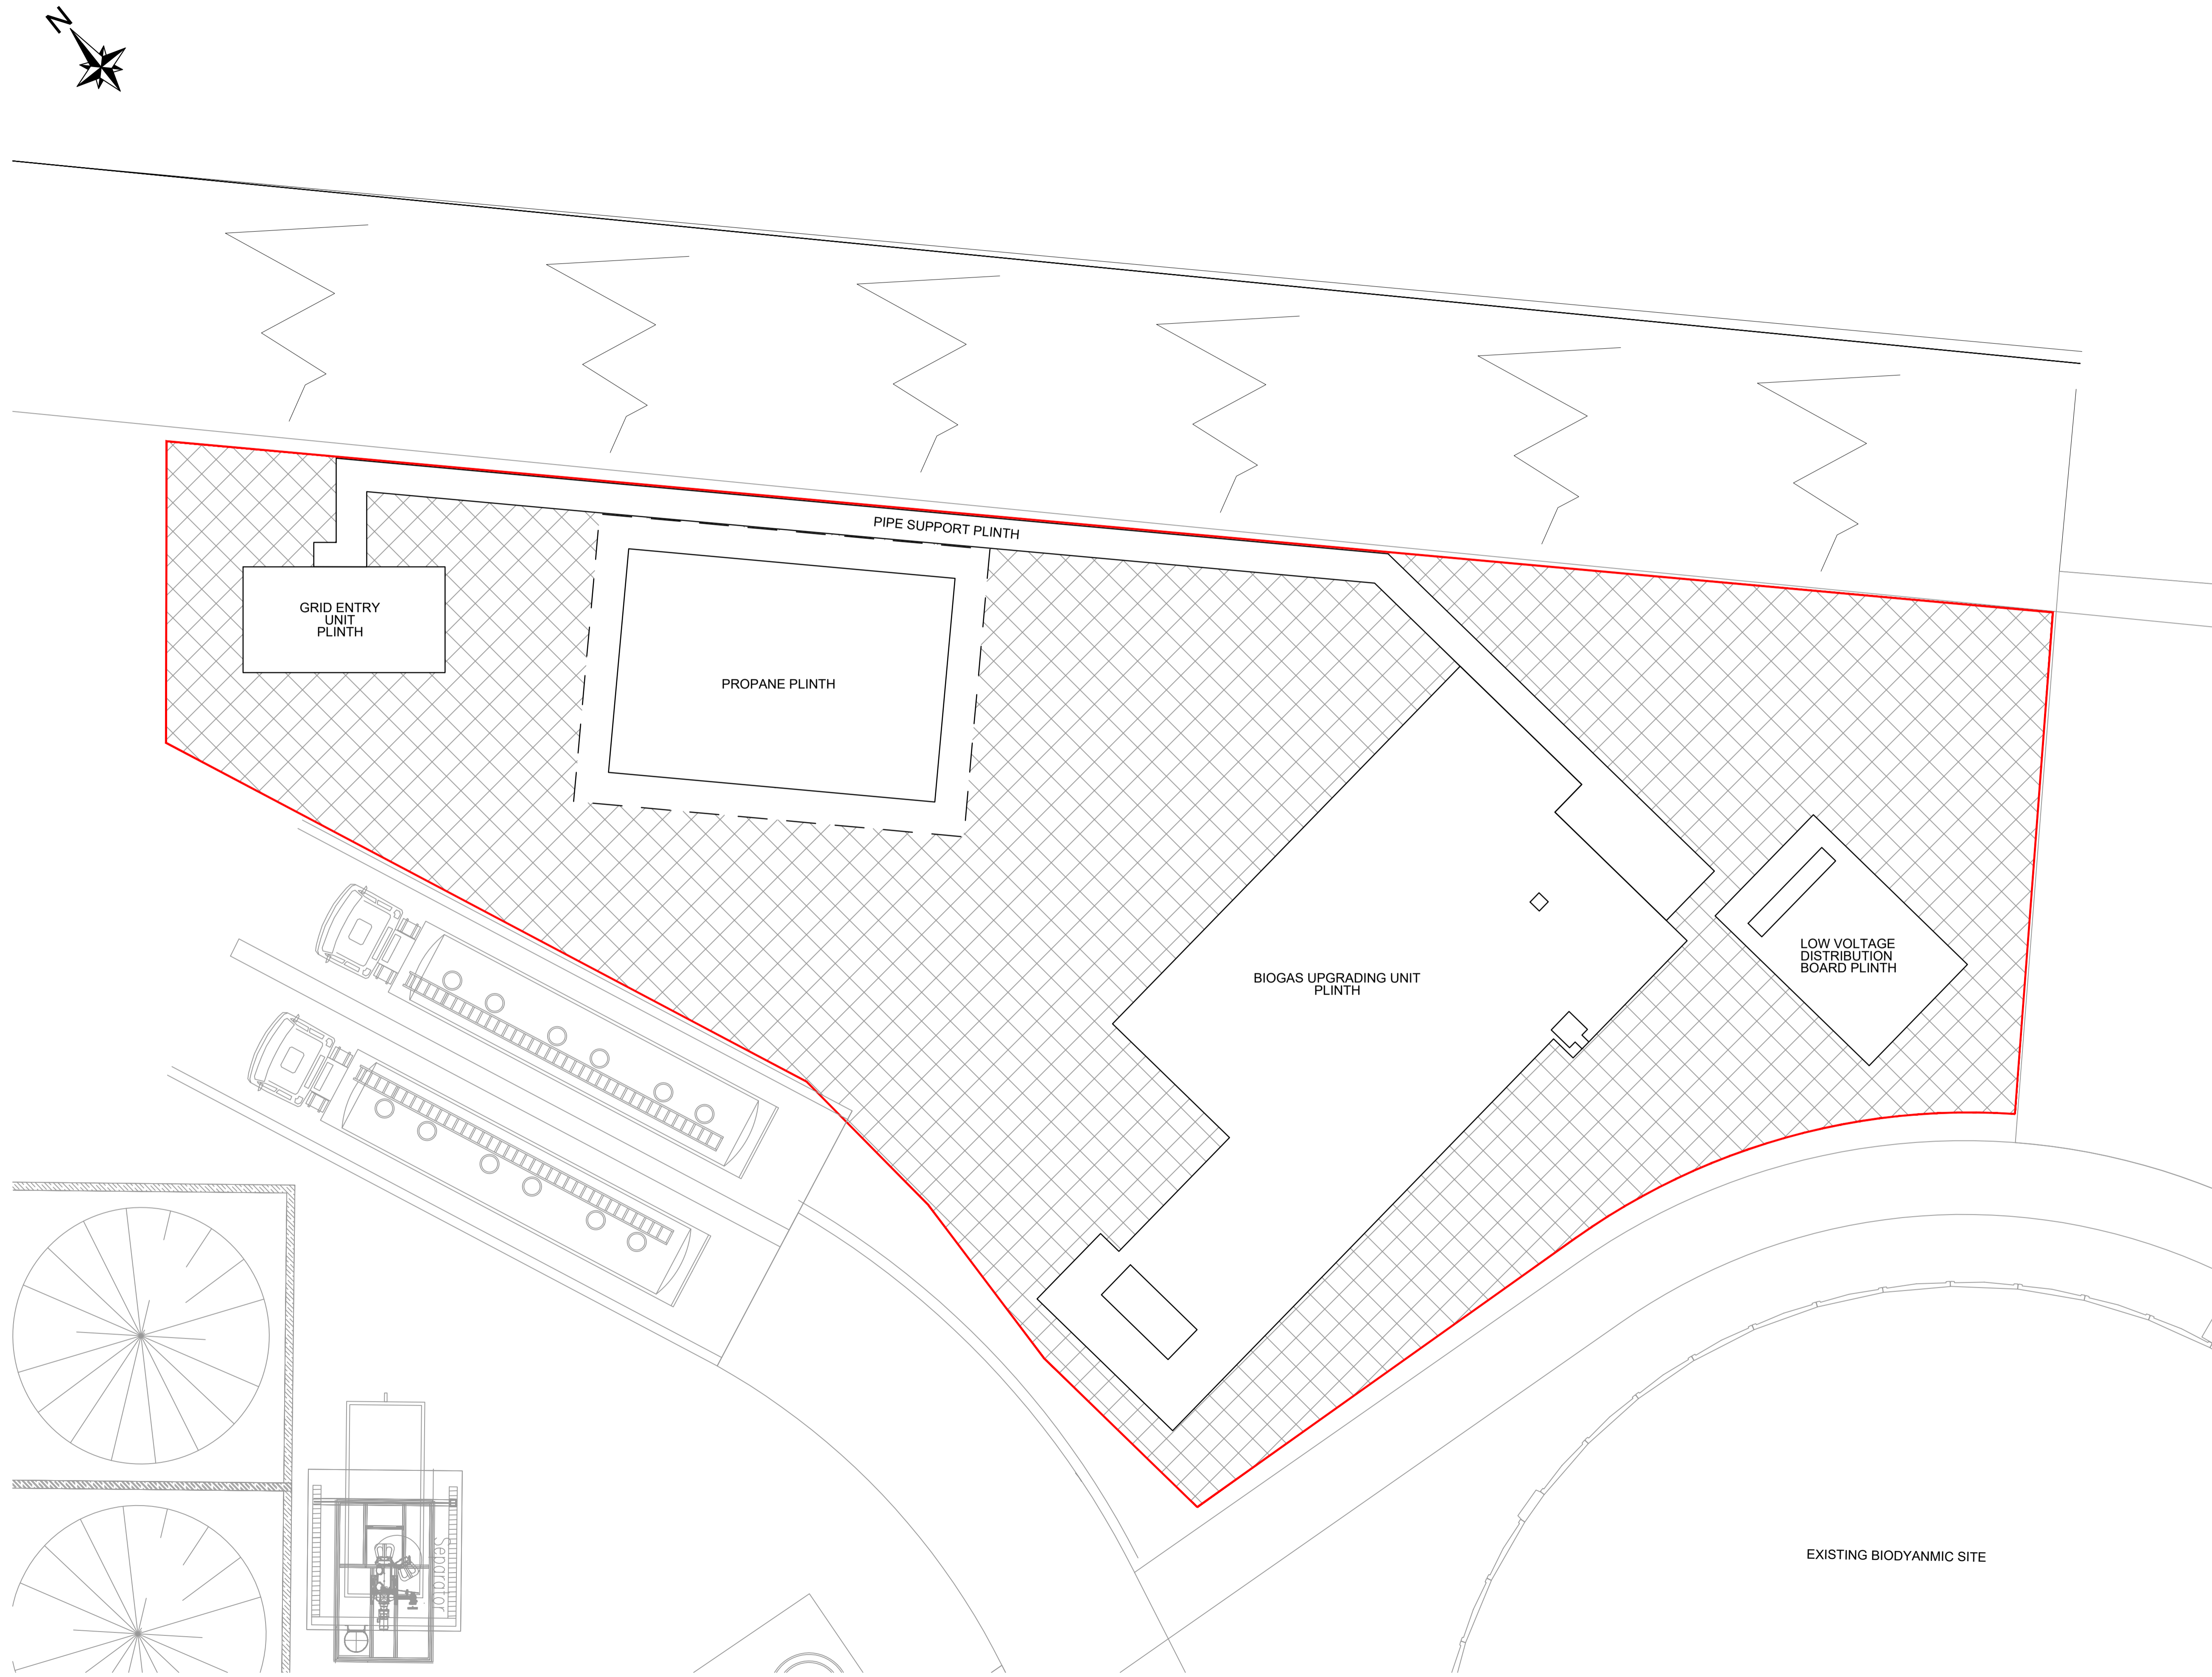 N
PIPE SUPPORT PLINTH
GRID ENTRY
UNIT
PLINTH
PROPANE PLINTH
BIOGAS UPGRADING UNIT
PLINTH
LOW VOLTAGE
DISTRIBUTION
BOARD PLINTH
EXISTING BIODYANMIC SITE
Separator